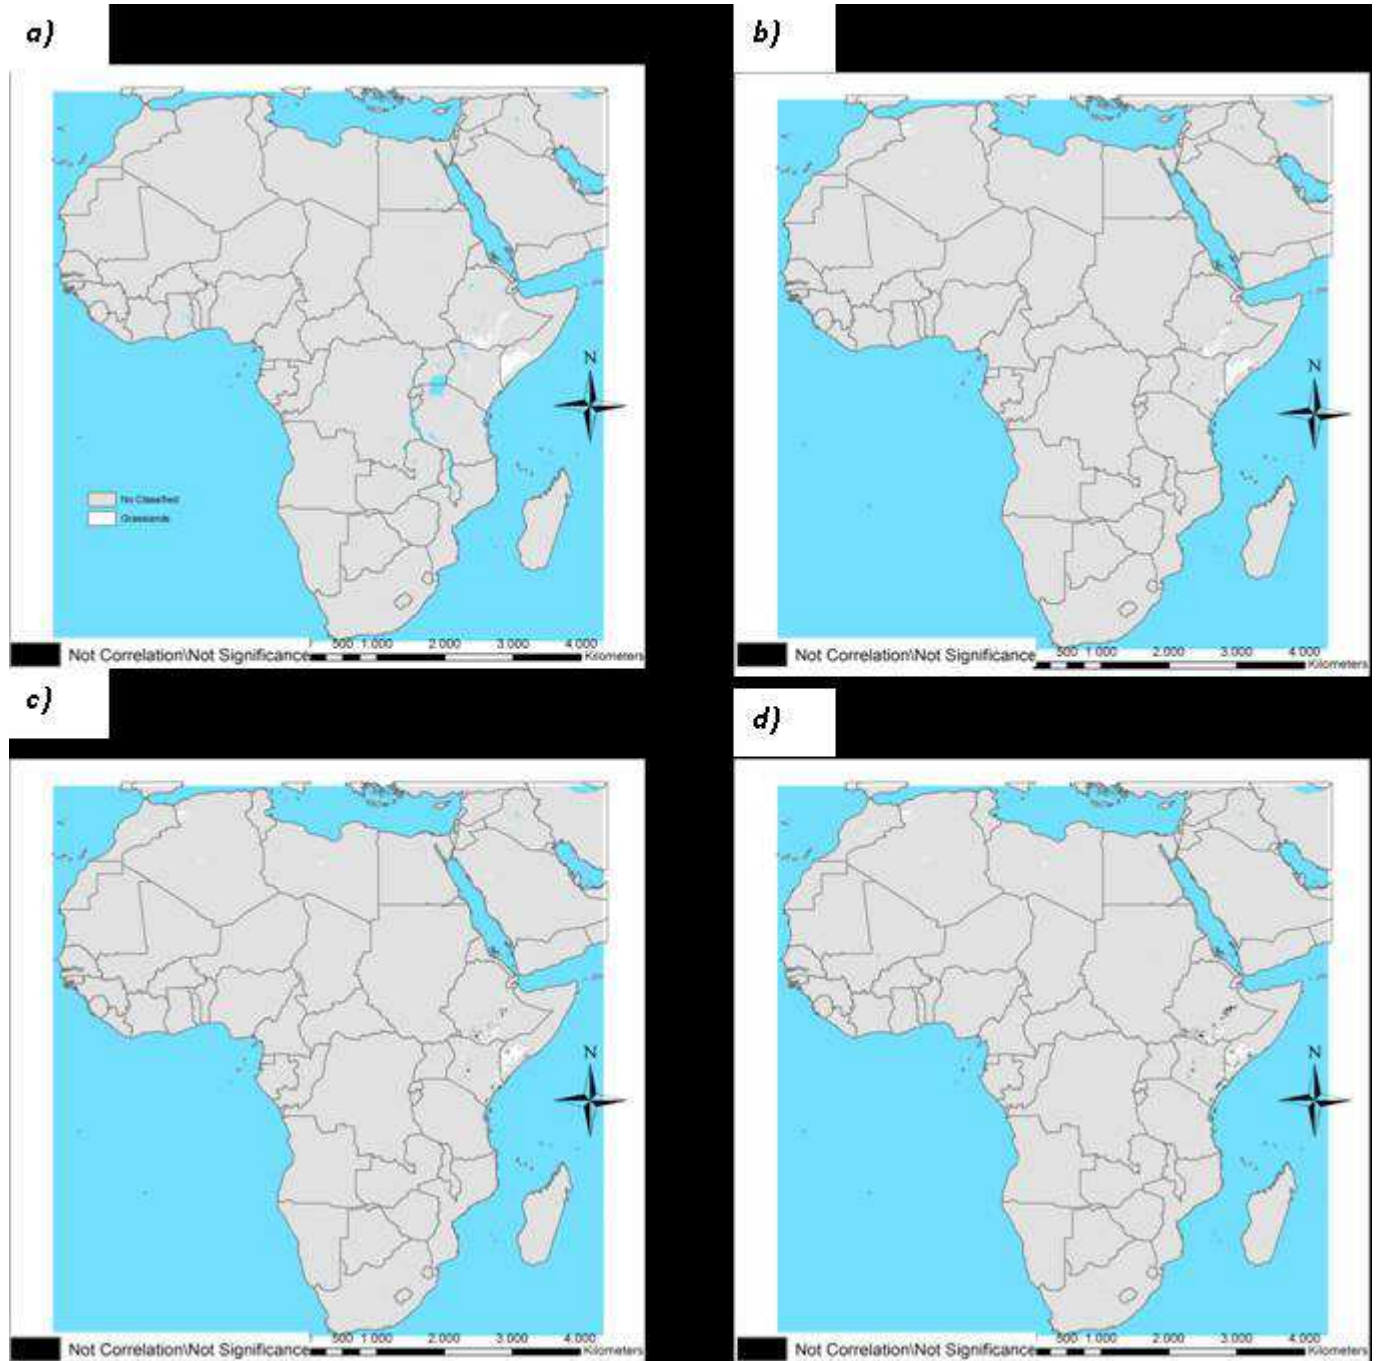 a)
b)
N
N
No Classified
Grasslands
500 1 000 2 000 3 000 4 000
Not Correlation\Not Significance
Kilometers
500 1 000 2 000 3 000 4 000
Not Correlation\Not Significance
Kilometers
c)
d)
N
N
500 1 000 2 000 3 000 4 000
Not Correlation\Not Significance
Kilometers
500 1 000 2 000 3 000 4 000
Not Correlation\Not Significance
Kilometers